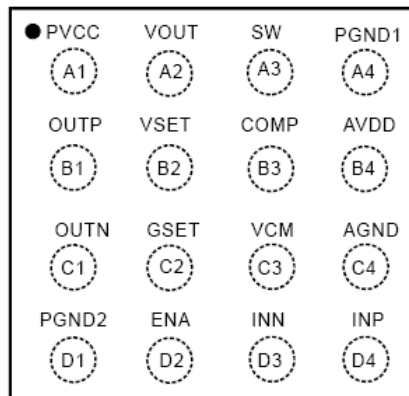 PVCC VOUT SW PGND1
A1 A2 A3 A4
OUTP VSET COMP AVDD
B1 B2 B3 B4
OUTN GSET VCM AGND
C1 C2 C3 C4
PGND2 ENA INN INP
D1 D2 D3 D4